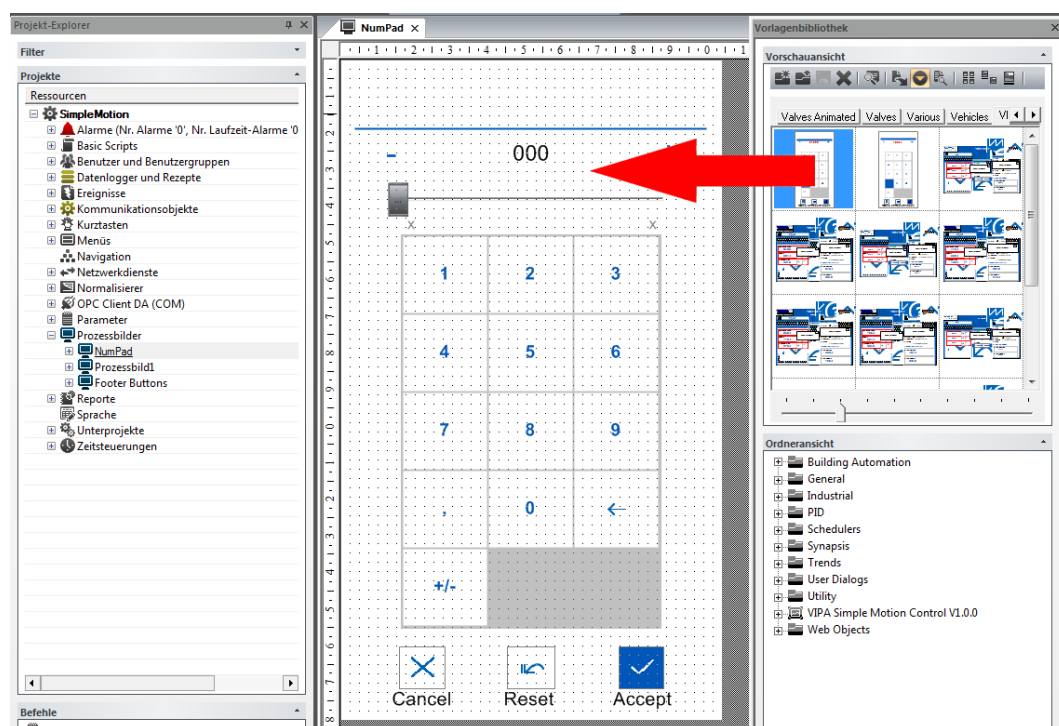 Projekt-Explorer
Filter
Projekte
Ressourcen
SimpleMotion
Alarme (Nr. Alarme '0', Nr. Laufzeit-Alarme '0
Basic Scripts
Benutzer und Benutzergruppen
Datenlogger und Rezepte
Ereignisse
Kommunikationsobjekte
Kurztasten
Menüs
Navigation
Netzwerkdienste
Normalisierer
OPC Client DA (COM)
Parameter
Prozessbilder
NumPad
Prozessbild1
Footer Buttons
Reporte
Sprache
Unterprojekte
Zeitsteuerungen
Befehle
NumPad
000
X X
1 2 3
4 5 6
7 8 9
, 0 ←
+/-
Cancel Reset Accept
Vorlagenbibliothek
Vorschauansicht
Valves Animated Valves Various Vehicles
Ordneransicht
Building Automation
General
Industrial
PID
Schedulers
Synapsis
Trends
User Dialogs
Utility
VIPA Simple Motion Control V1.0.0
Web Objects